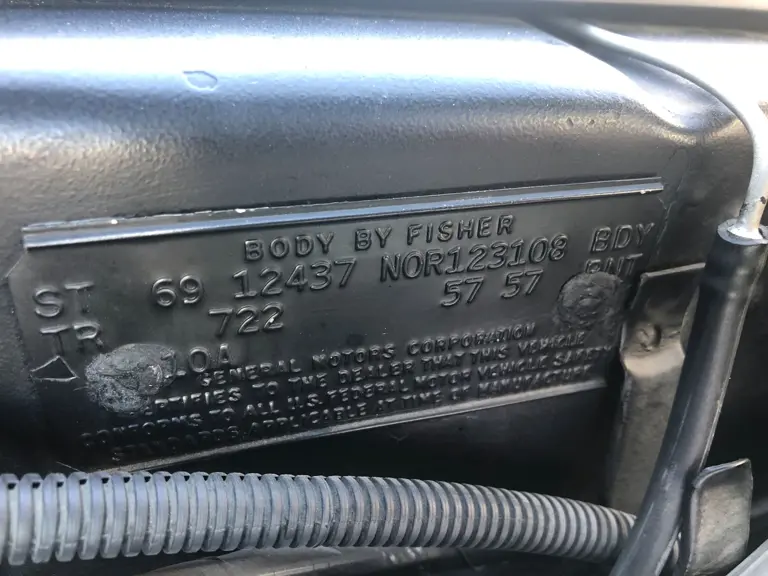 BODY BY FISHER
ST 69 12437 NOR123108 BDY
TR 722 57 57 PNT
10A
GENERAL MOTORS CORPORATION
CERTIFIES TO THE DEALER THAT THIS VEHICLE
CONFORMS TO ALL U.S. FEDERAL MOTOR VEHICLE SAFETY
STANDARDS APPLICABLE AT TIME OF MANUFACTURE